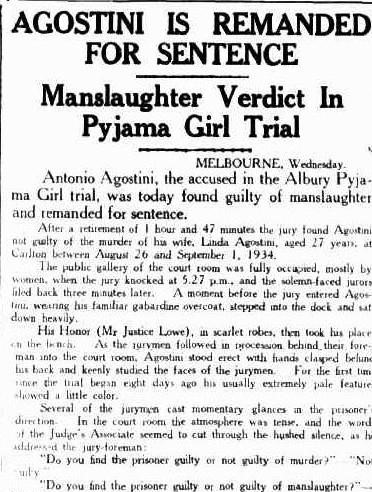 AGOSTINI IS REMANDED
FOR SENTENCE
Manslaughter Verdict In
Pyjama Girl Trial
MELBOURNE, Wednesday.
Antonio Agostini, the accused in the Albury Pyja-
ma Girl trial, was today found guilty of manslaughter
and remanded for sentence.
After a retirement of 1 hour and 47 minutes the jury found Agostini
not guilty of the murder of his wife, Linda Agostini, aged 27 years, at
Carlton between August 26 and September 1, 1934.
The public gallery of the court room was fully occupied, mostly by
women, when the jury knocked at 5.27 p.m., and the solemn-faced jurors
filed back three minutes later. A moment before the jury entered Agos-
tini, wearing his familiar gabardine overcoat, stepped into the dock and sat
down heavily.
His Honor (Mr Justice Lowe), in scarlet robes, then took his place
on the bench. As the jurymen followed in procession behind their fore-
man into the court room, Agostini stood erect with hands clasped behind
his back and keenly studied the faces of the jurymen. For the first time
since the trial began eight days ago his usually extremely pale feature
showed a little color.
Several of the jurymen cast momentary glances in the prisoner's
direction. In the court room the atmosphere was tense, and the word
of the Judge's Associate seemed to cut through the hushed silence, as he
addressed the jury-foreman:
"Do you find the prisoner guilty or not guilty of murder?"—"Not
guilty."
"Do you find the prisoner guilty or not guilty of manslaughter?"—